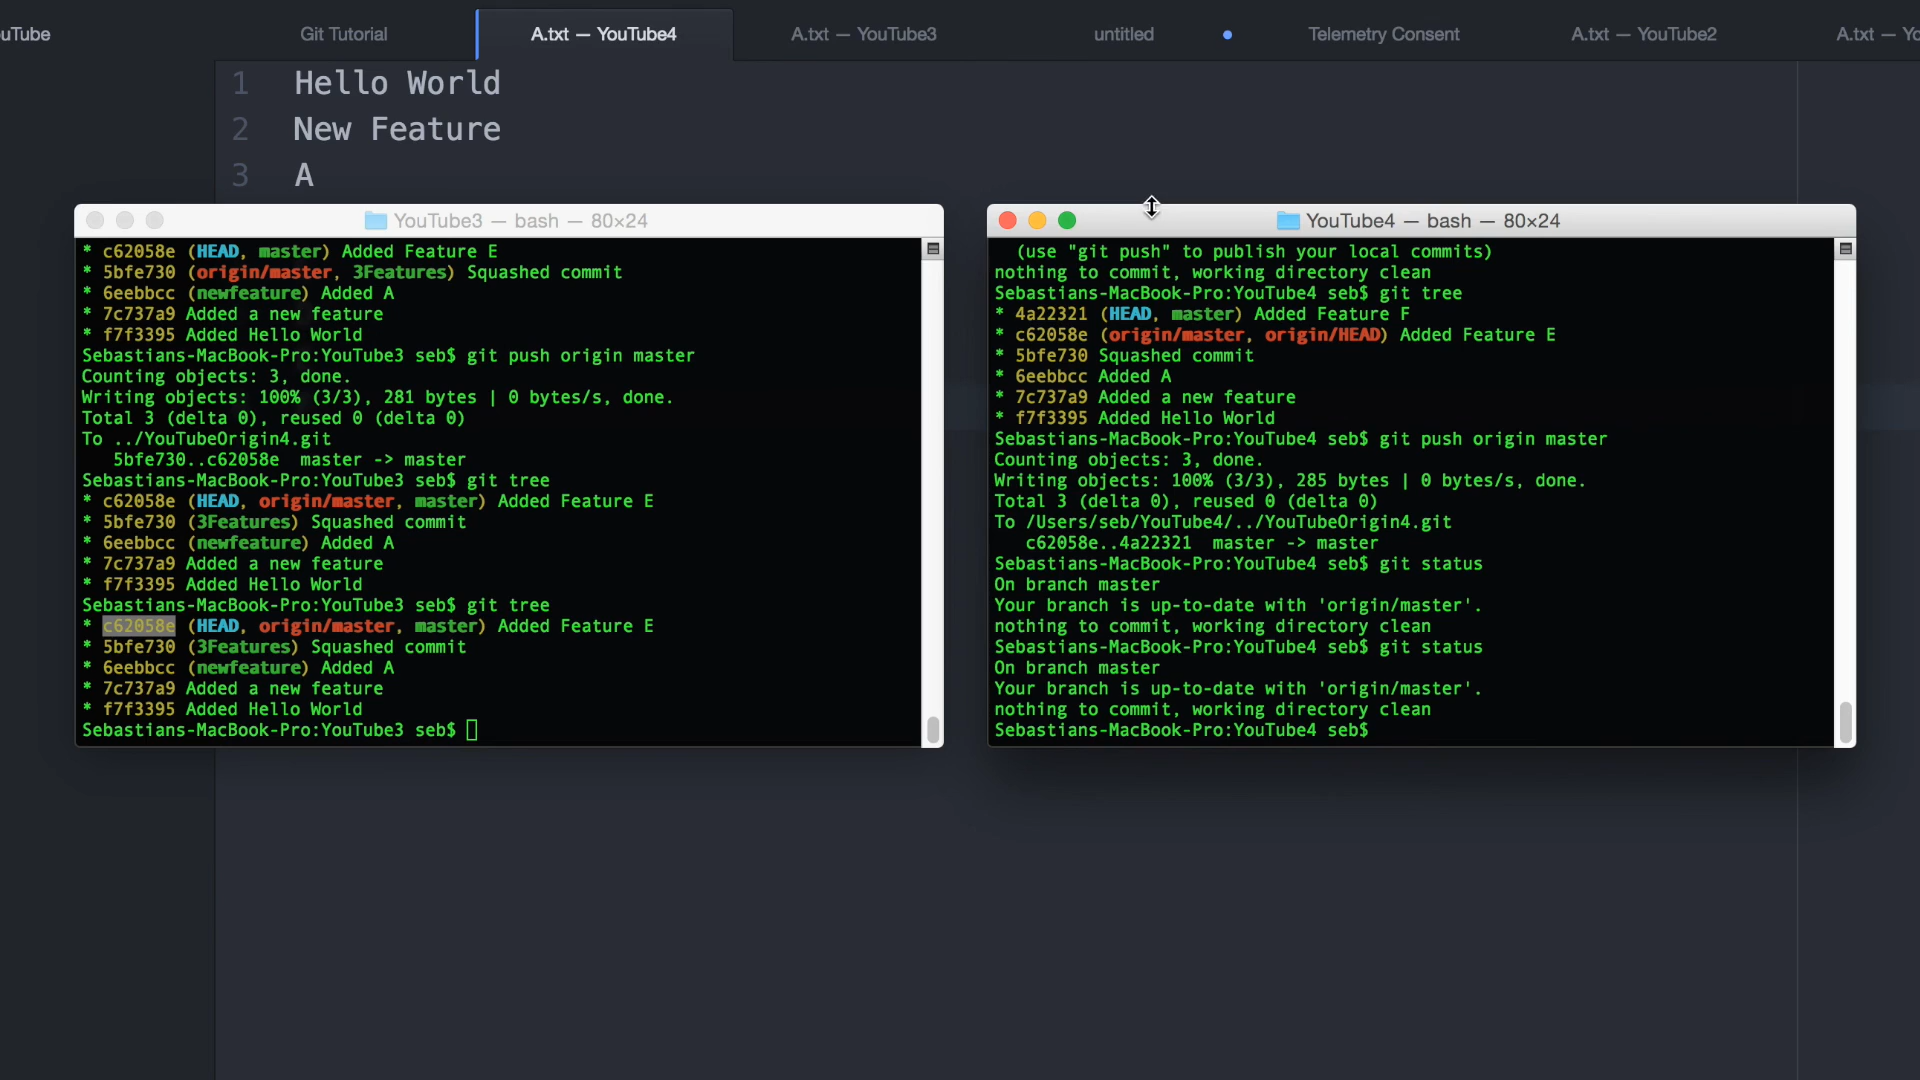 uTube
Git Tutorial
A.txt — YouTube4
A.txt — YouTube3
untitled
Telemetry Consent
A.txt — YouTube2
A.txt — Yo
1 Hello World
2 New Feature
3 A
YouTube3 — bash — 80×24
* c62058e (HEAD, master) Added Feature E
* 5bfe730 (origin/master, 3Features) Squashed commit
* 6eebbcc (newfeature) Added A
* 7c737a9 Added a new feature
* f7f3395 Added Hello World
Sebastians-MacBook-Pro:YouTube3 seb$ git push origin master
Counting objects: 3, done.
Writing objects: 100% (3/3), 281 bytes | 0 bytes/s, done.
Total 3 (delta 0), reused 0 (delta 0)
To ../YouTubeOrigin4.git
   5bfe730..c62058e  master -> master
Sebastians-MacBook-Pro:YouTube3 seb$ git tree
* c62058e (HEAD, origin/master, master) Added Feature E
* 5bfe730 (3Features) Squashed commit
* 6eebbcc (newfeature) Added A
* 7c737a9 Added a new feature
* f7f3395 Added Hello World
Sebastians-MacBook-Pro:YouTube3 seb$ git tree
* c62058e (HEAD, origin/master, master) Added Feature E
* 5bfe730 (3Features) Squashed commit
* 6eebbcc (newfeature) Added A
* 7c737a9 Added a new feature
* f7f3395 Added Hello World
Sebastians-MacBook-Pro:YouTube3 seb$
YouTube4 — bash — 80×24
  (use "git push" to publish your local commits)
nothing to commit, working directory clean
Sebastians-MacBook-Pro:YouTube4 seb$ git tree
* 4a22321 (HEAD, master) Added Feature F
* c62058e (origin/master, origin/HEAD) Added Feature E
* 5bfe730 Squashed commit
* 6eebbcc Added A
* 7c737a9 Added a new feature
* f7f3395 Added Hello World
Sebastians-MacBook-Pro:YouTube4 seb$ git push origin master
Counting objects: 3, done.
Writing objects: 100% (3/3), 285 bytes | 0 bytes/s, done.
Total 3 (delta 0), reused 0 (delta 0)
To /Users/seb/YouTube4/../YouTubeOrigin4.git
   c62058e..4a22321  master -> master
Sebastians-MacBook-Pro:YouTube4 seb$ git status
On branch master
Your branch is up-to-date with 'origin/master'.
nothing to commit, working directory clean
Sebastians-MacBook-Pro:YouTube4 seb$ git status
On branch master
Your branch is up-to-date with 'origin/master'.
nothing to commit, working directory clean
Sebastians-MacBook-Pro:YouTube4 seb$